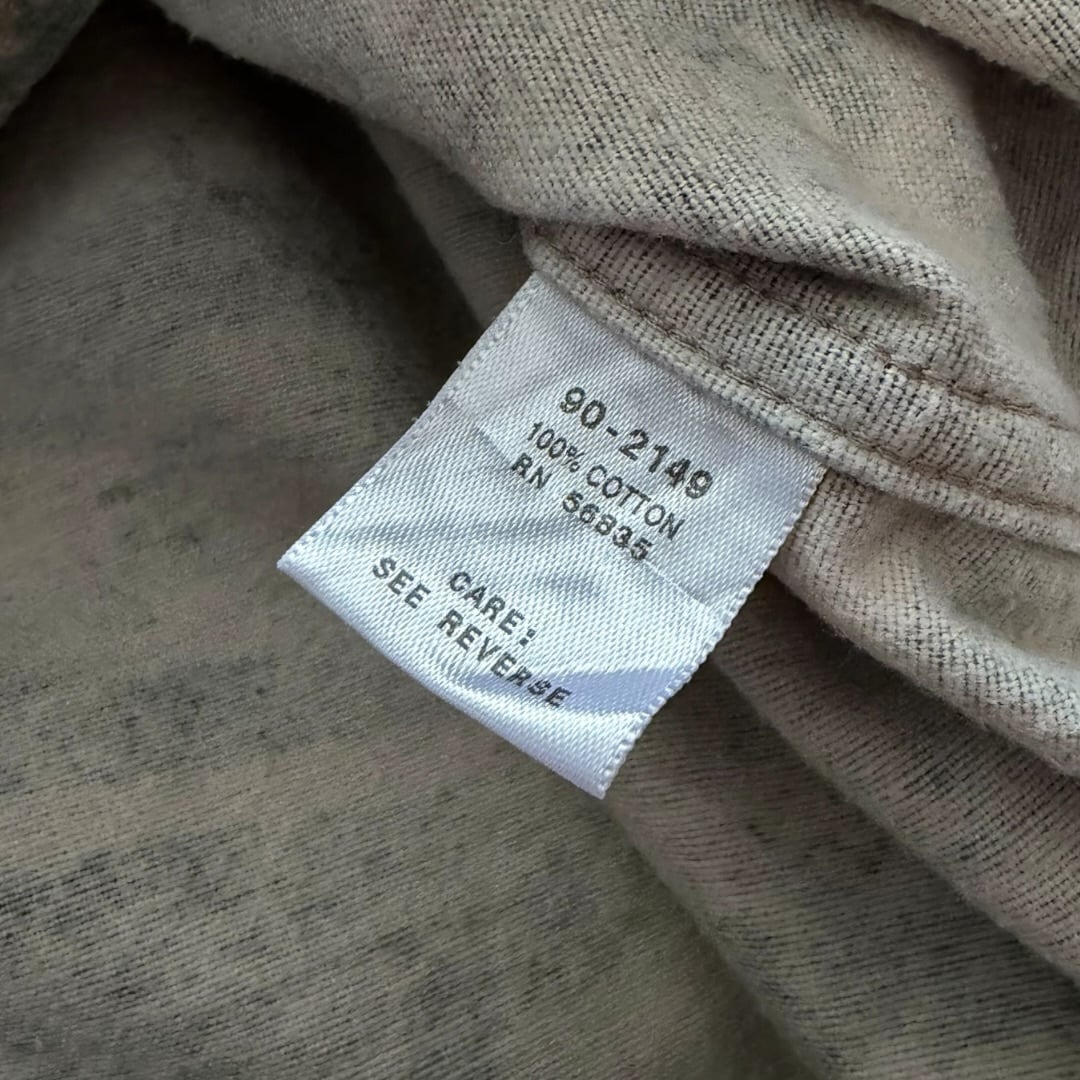 90-2149
100% COTTON
RN 56835
CARE:
SEE REVERSE